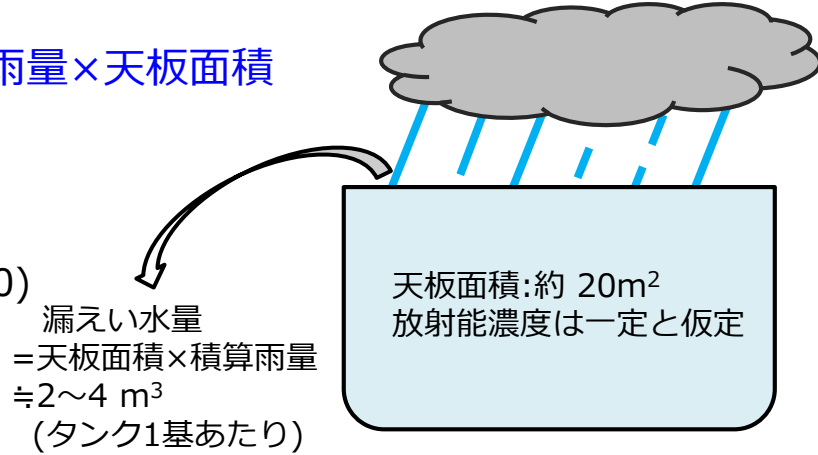 雨量×天板面積
0)
漏えい水量
=天板面積×積算雨量
≒2～4 m³
(タンク1基あたり)
天板面積:約 20m²
放射能濃度は一定と仮定